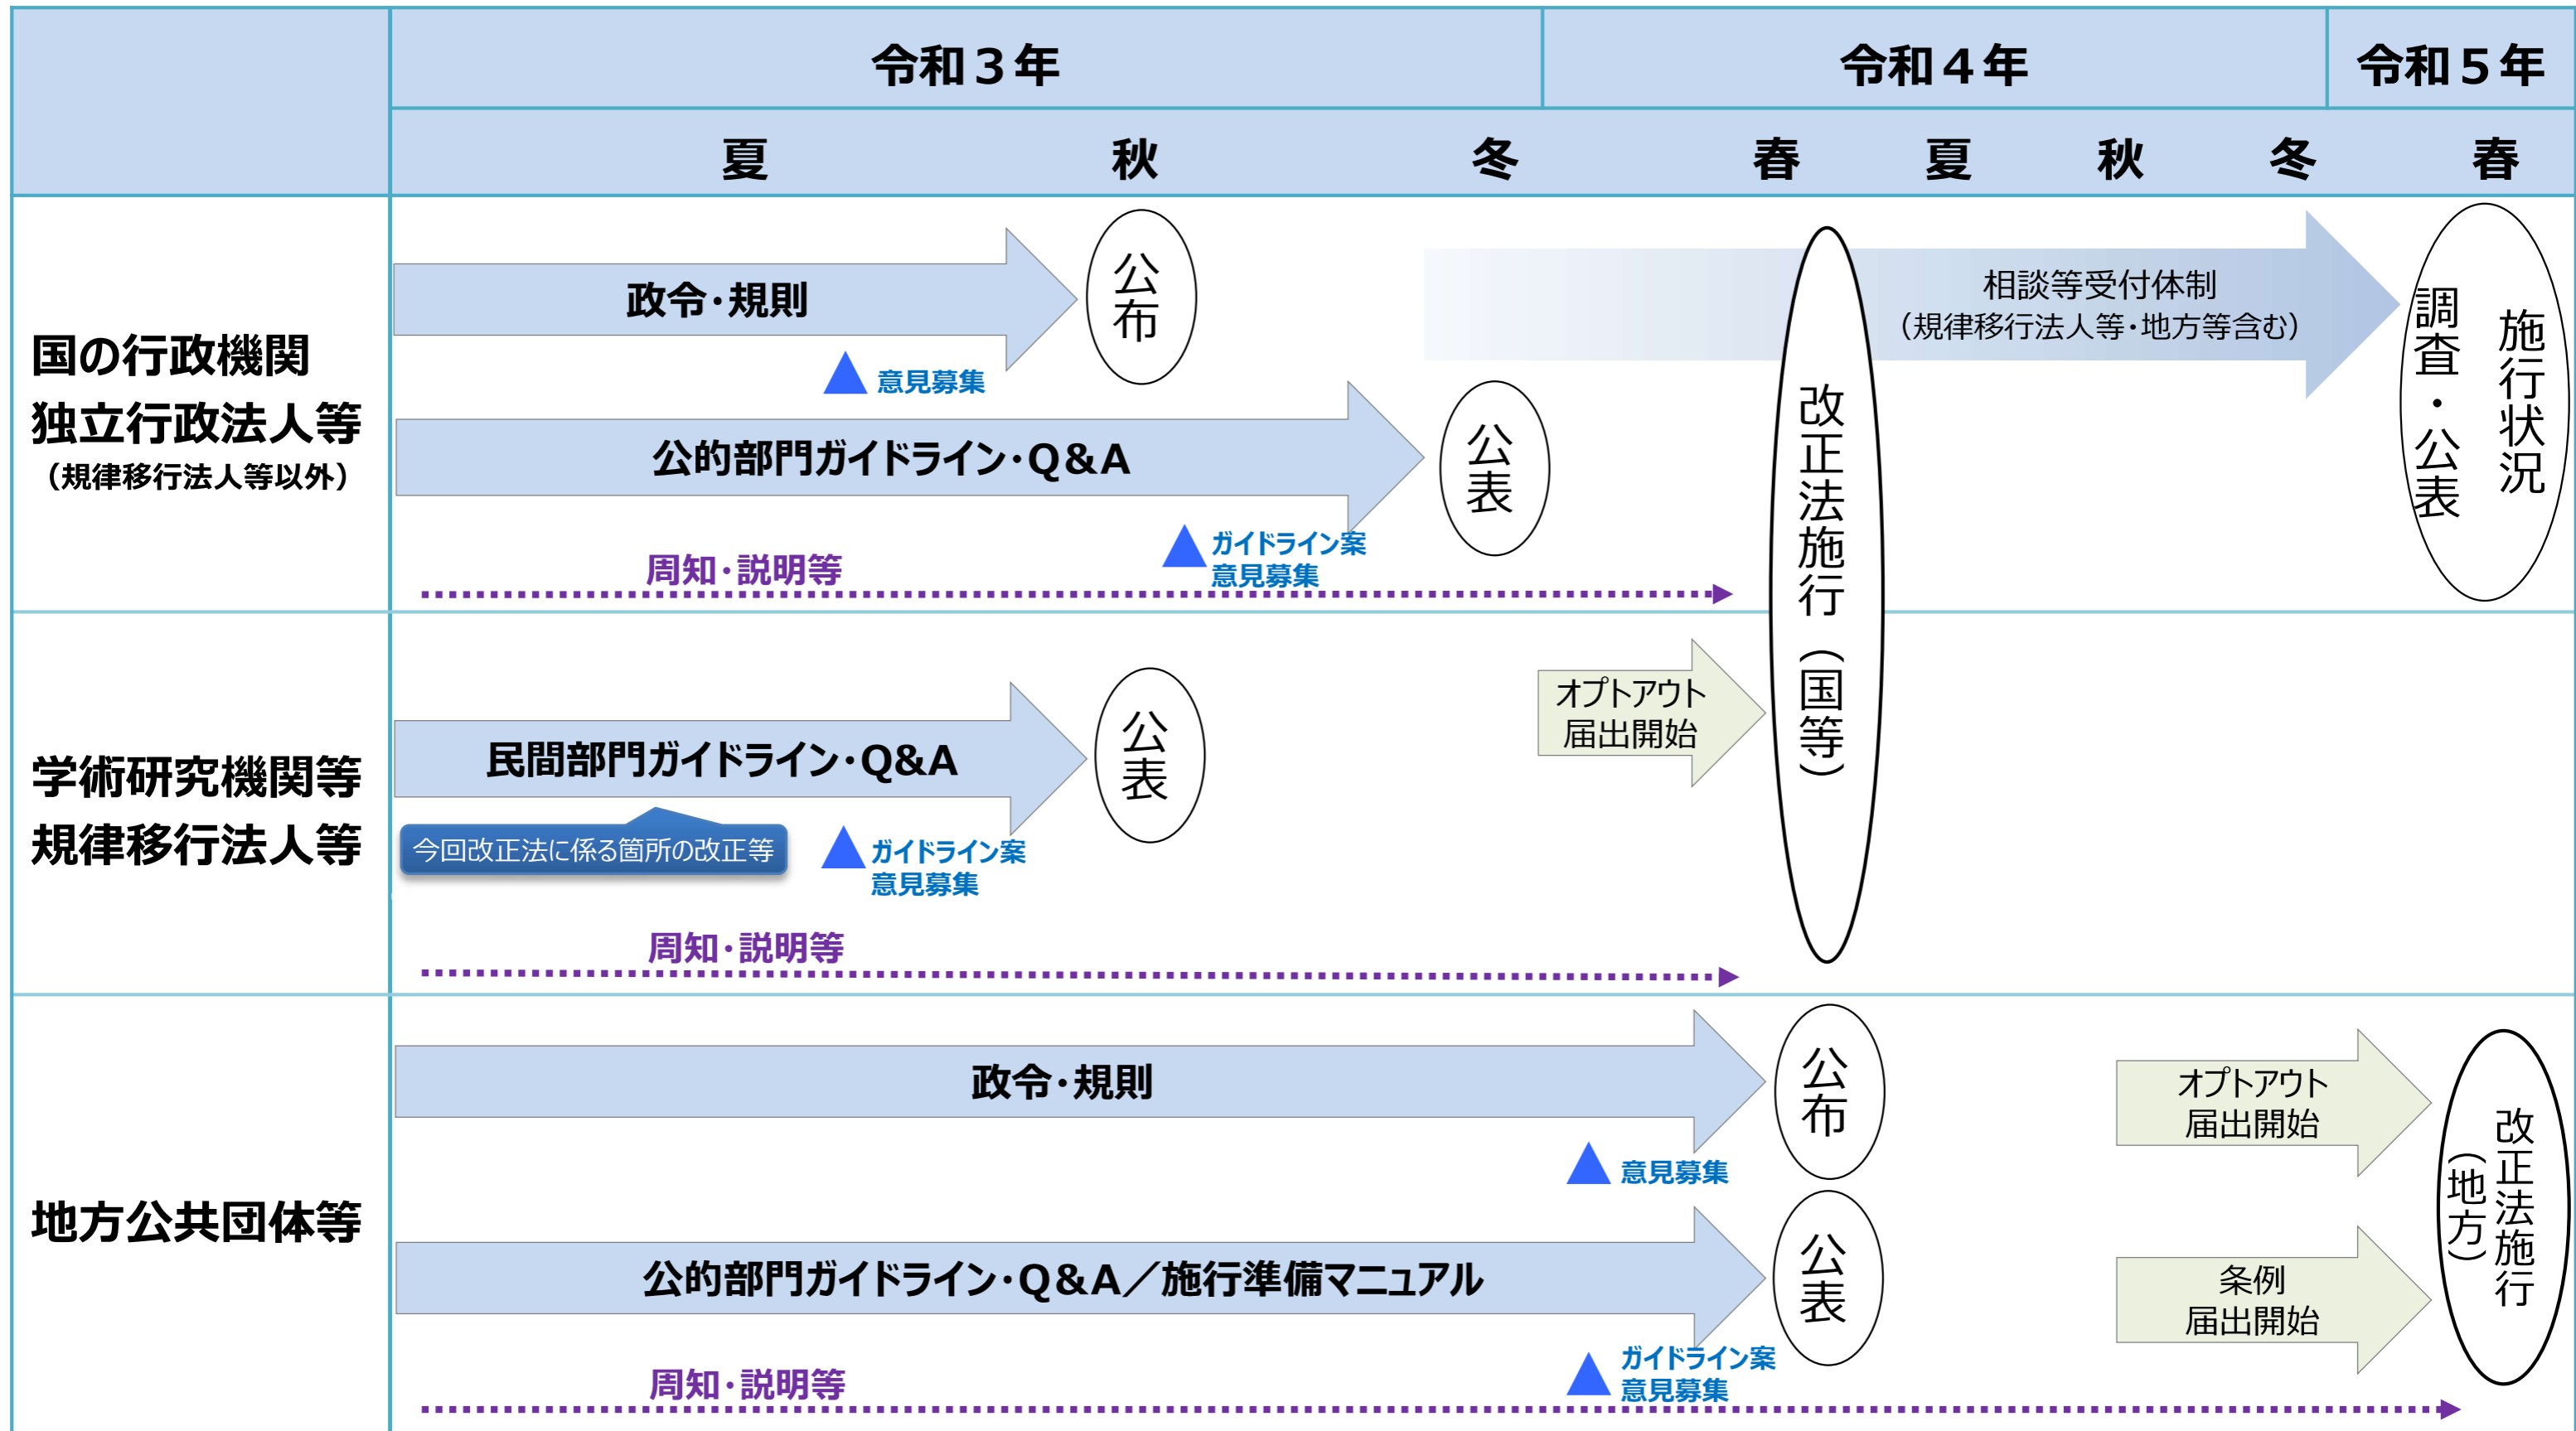 令和３年
令和４年
令和５年
夏
秋
冬
春
夏
秋
冬
春
国の行政機関
独立行政法人等
（規律移行法人等以外）
政令・規則
公布
意見募集
相談等受付体制
（規律移行法人等・地方等含む）
施行状況
調査・公表
公的部門ガイドライン・Q&A
公表
ガイドライン案
意見募集
周知・説明等
改正法施行（国等）
学術研究機関等
規律移行法人等
民間部門ガイドライン・Q&A
公表
今回改正法に係る箇所の改正等
ガイドライン案
意見募集
オプトアウト
届出開始
周知・説明等
地方公共団体等
政令・規則
公布
意見募集
オプトアウト
届出開始
公的部門ガイドライン・Q&A／施行準備マニュアル
公表
ガイドライン案
意見募集
条例
届出開始
改正法施行
（地方）
周知・説明等